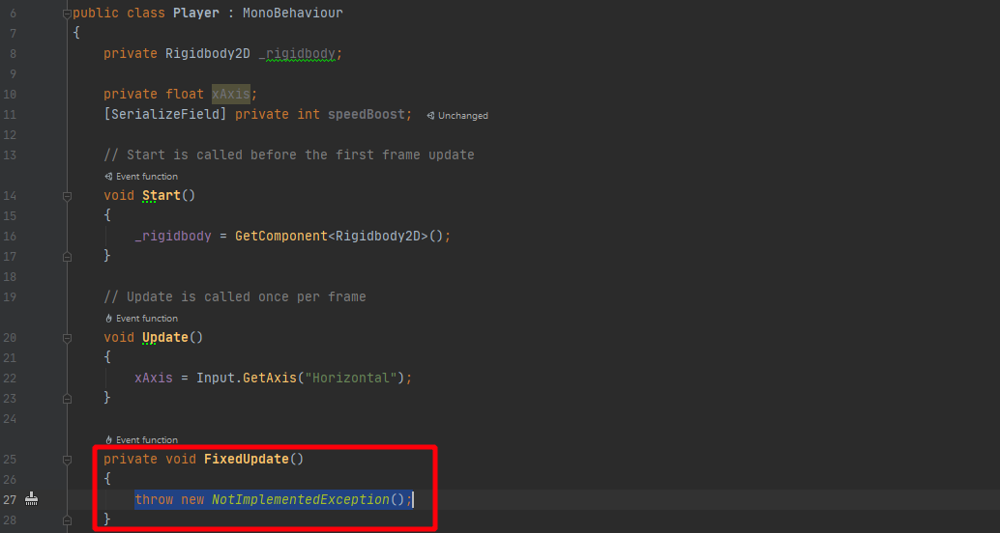 6 public class Player : MonoBehaviour
7 {
8 private Rigidbody2D _rigidbody;
9
10 private float xAxis;
11 [SerializeField] private int speedBoost; Unchanged
12
13 // Start is called before the first frame update
Event function
14 void Start()
15 {
16 _rigidbody = GetComponent<Rigidbody2D>();
17 }
18
19 // Update is called once per frame
Event function
20 void Update()
21 {
22 xAxis = Input.GetAxis("Horizontal");
23 }
24
Event function
25 private void FixedUpdate()
26 {
27 throw new NotImplementedException();
28 }